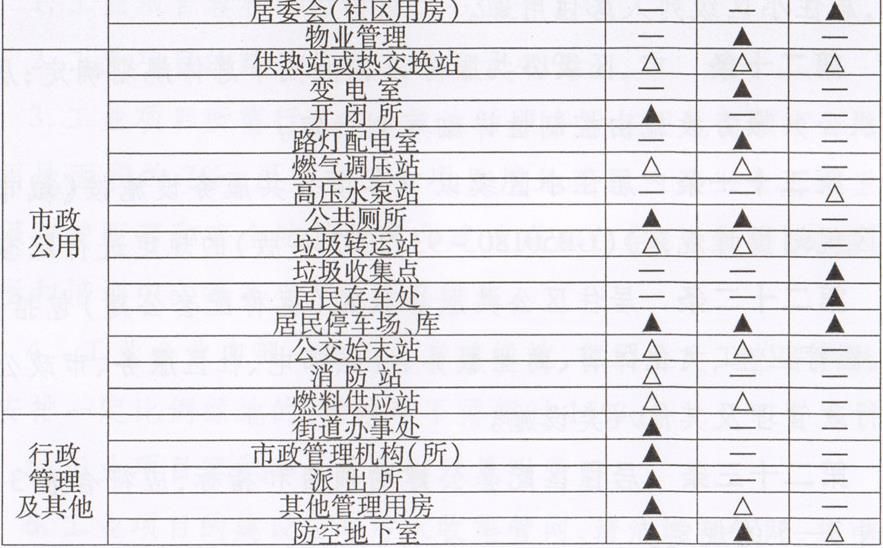 居委会(社区用房) — — ▲
物业管理 — ▲ —
市政
公用
供热站或热交换站 △ △ △
变电室 — ▲ —
开闭所 ▲ — —
路灯配电室 — ▲ —
燃气调压站 △ △ —
高压水泵站 — — △
公共厕所 ▲ ▲ —
垃圾转运站 △ △ —
垃圾收集点 — — ▲
居民存车处 — — ▲
居民停车场、库 ▲ ▲ ▲
公交始末站 △ △ —
消防站 △ — —
燃料供应站 △ △ —
行政
管理
及其他
街道办事处 ▲ — —
市政管理机构(所) ▲ — —
派出所 ▲ — —
其他管理用房 ▲ △ —
防空地下室 ▲ ▲ △